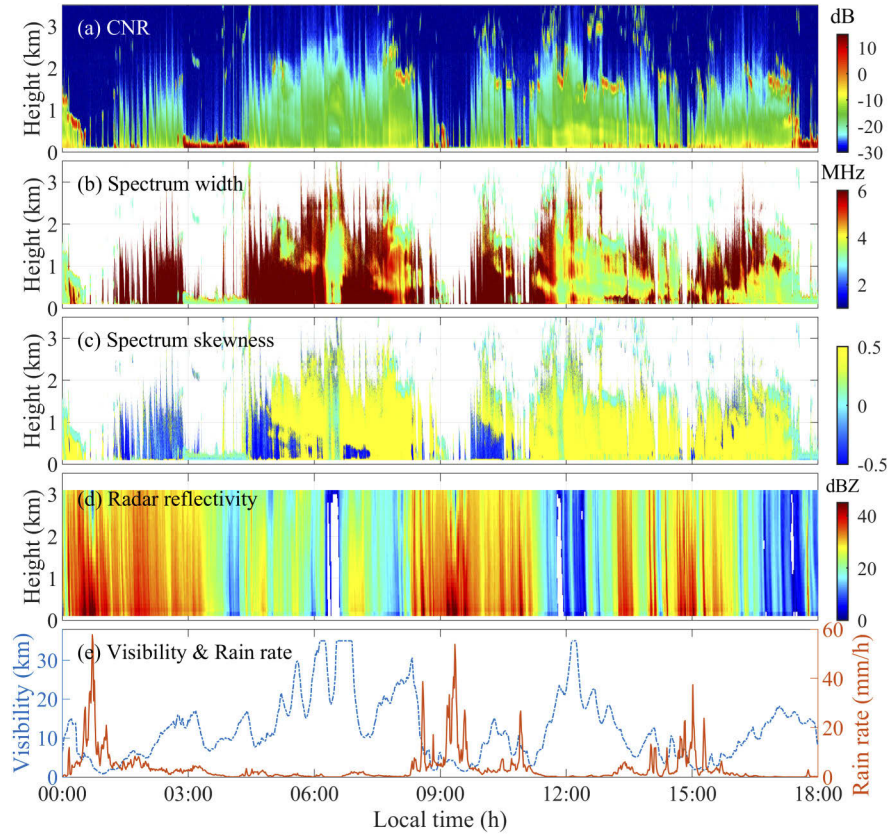 (a) CNR
dB
Height (km)
3
2
1
0
10
0
-10
-20
-30
(b) Spectrum width
MHz
Height (km)
3
2
1
0
6
4
2
(c) Spectrum skewness
Height (km)
3
2
1
0
0.5
0
-0.5
(d) Radar reflectivity
dBZ
Height (km)
3
2
1
0
40
20
0
(e) Visibility & Rain rate
Visibility (km)
30
20
10
0
Rain rate (mm/h)
60
40
20
0
00:00 03:00 06:00 09:00 12:00 15:00 18:00
Local time (h)